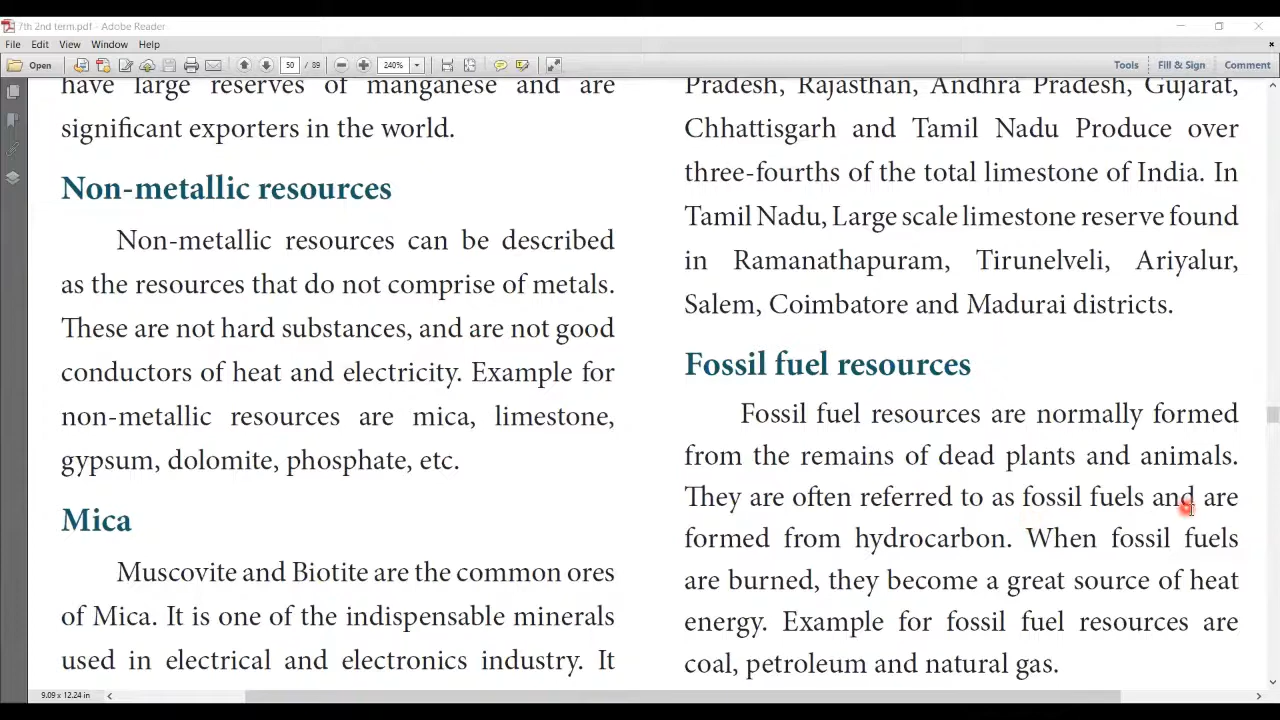 7th 2nd term.pdf - Adobe Reader
File Edit View Window Help
Open 50 / 89 240% Tools Fill & Sign Comment
have large reserves of manganese and are
significant exporters in the world.
Non-metallic resources
Non-metallic resources can be described
as the resources that do not comprise of metals.
These are not hard substances, and are not good
conductors of heat and electricity. Example for
non-metallic resources are mica, limestone,
gypsum, dolomite, phosphate, etc.
Mica
Muscovite and Biotite are the common ores
of Mica. It is one of the indispensable minerals
used in electrical and electronics industry. It
Pradesh, Rajasthan, Andhra Pradesh, Gujarat,
Chhattisgarh and Tamil Nadu Produce over
three-fourths of the total limestone of India. In
Tamil Nadu, Large scale limestone reserve found
in Ramanathapuram, Tirunelveli, Ariyalur,
Salem, Coimbatore and Madurai districts.
Fossil fuel resources
Fossil fuel resources are normally formed
from the remains of dead plants and animals.
They are often referred to as fossil fuels and are
formed from hydrocarbon. When fossil fuels
are burned, they become a great source of heat
energy. Example for fossil fuel resources are
coal, petroleum and natural gas.
9.09 x 12.24 in